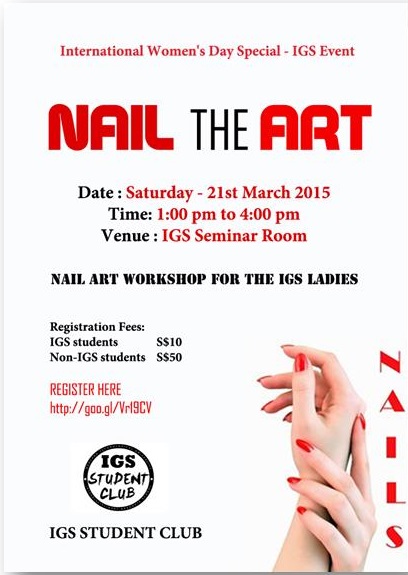 International Women's Day Special - IGS Event
NAIL THE ART
Date : Saturday - 21st March 2015
Time: 1:00 pm to 4:00 pm
Venue : IGS Seminar Room
NAIL ART WORKSHOP FOR THE IGS LADIES
Registration Fees:
IGS students S$10
Non-IGS students S$50
REGISTER HERE
http://goo.gl/VrI9CV
IGS
STUDENT
CLUB
IGS STUDENT CLUB
NAILS